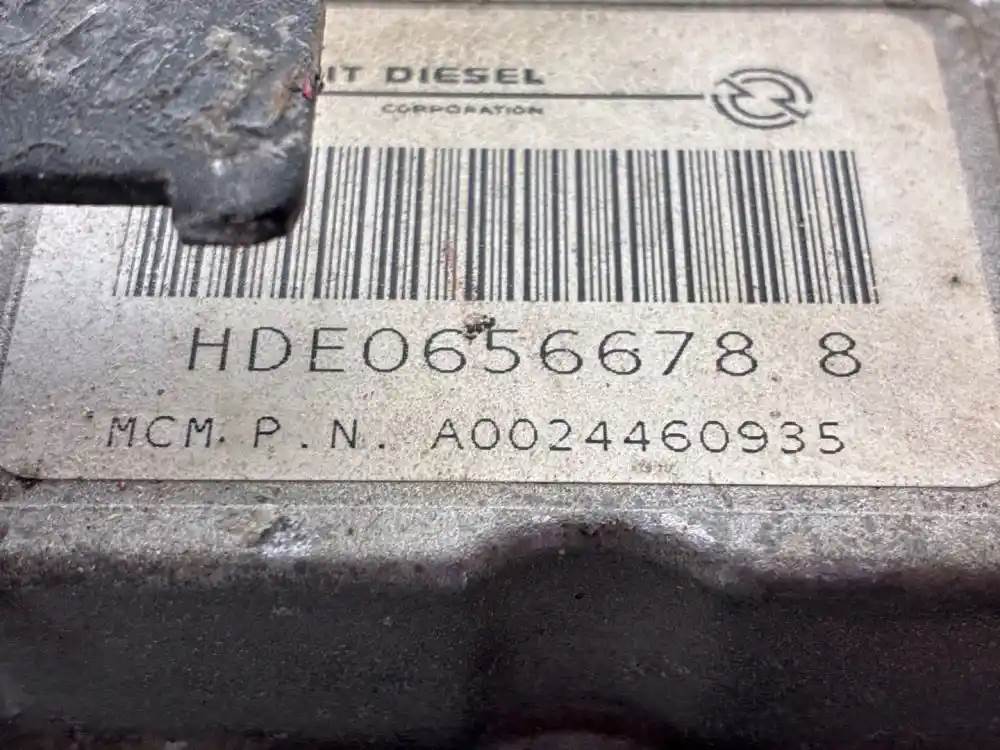 IT DIESEL
CORPORATION
HDE0656678 8
MCM. P.N. A0024460935